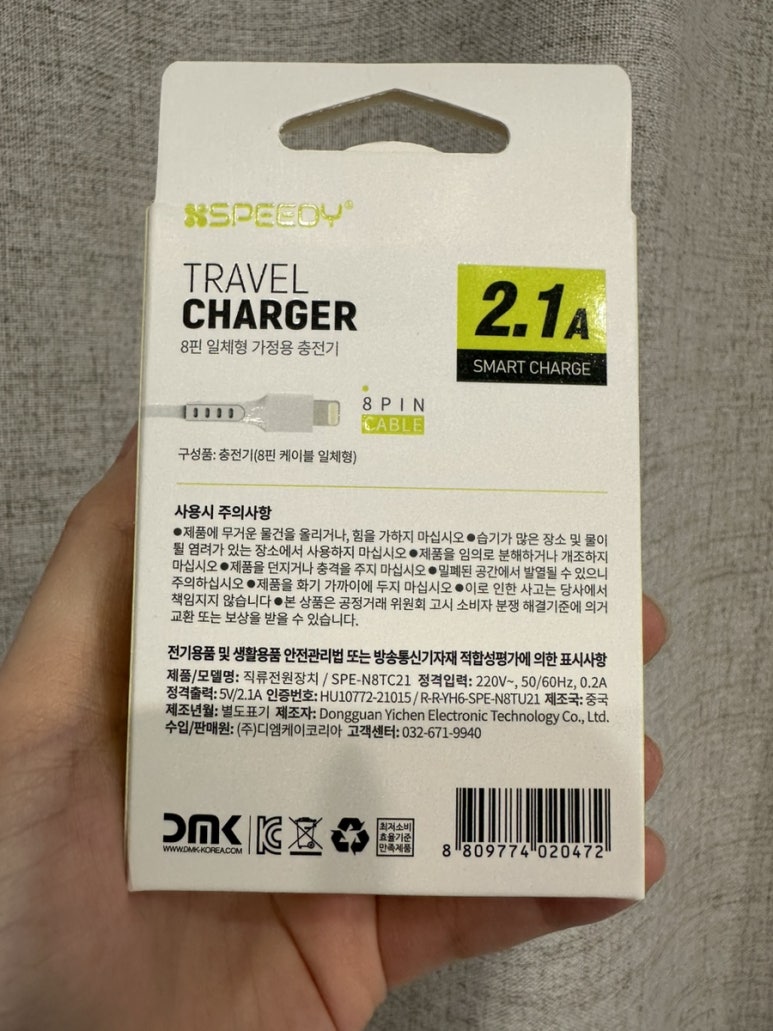 SPEEDY®
TRAVEL
CHARGER
8핀 일체형 가정용 충전기
2.1A
SMART CHARGE
8PIN
CABLE
구성품: 충전기(8핀 케이블 일체형)
사용시 주의사항
●제품에 무거운 물건을 올리거나, 힘을 가하지 마십시오 ●습기가 많은 장소 및 물이
튈 염려가 있는 장소에서 사용하지 마십시오 ●제품을 임의로 분해하거나 개조하지
마십시오 ●제품을 던지거나 충격을 주지 마십시오 ●밀폐된 공간에서 발열될 수 있으니
주의하십시오 ●제품을 화기 가까이에 두지 마십시오 ●이로 인한 사고는 당사에서
책임지지 않습니다 ●본 상품은 공정거래 위원회 고시 소비자 분쟁 해결기준에 의거
교환 또는 보상을 받을 수 있습니다.
전기용품 및 생활용품 안전관리법 또는 방송통신기자재 적합성평가에 의한 표시사항
제품/모델명: 직류전원장치 / SPE-N8TC21 정격입력: 220V~, 50/60Hz, 0.2A
정격출력: 5V/2.1A 인증번호: HU10772-21015 / R-R-YH6-SPE-N8TU21 제조국: 중국
제조년월: 별도표기 제조자: Dongguan Yichen Electronic Technology Co., Ltd.
수입/판매원: (주)디엠케이코리아 고객센터: 032-671-9940
DMK
WWW.DMK-KOREA.COM
최저소비
효율기준
만족제품
8 809774 020472